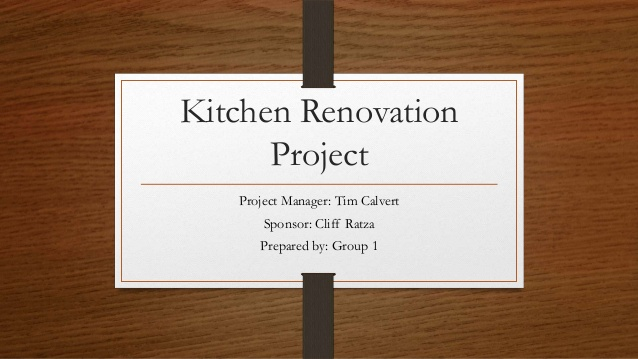 Kitchen Renovation
Project
Project Manager: Tim Calvert
Sponsor: Cliff Ratza
Prepared by: Group 1